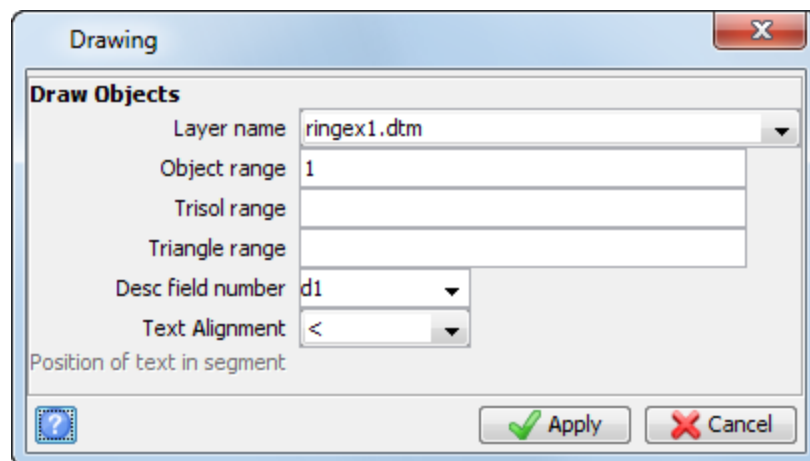 Drawing
Draw Objects
Layer name ringex1.dtm
Object range 1
Trisol range
Triangle range
Desc field number d1
Text Alignment <
Position of text in segment
? Apply Cancel